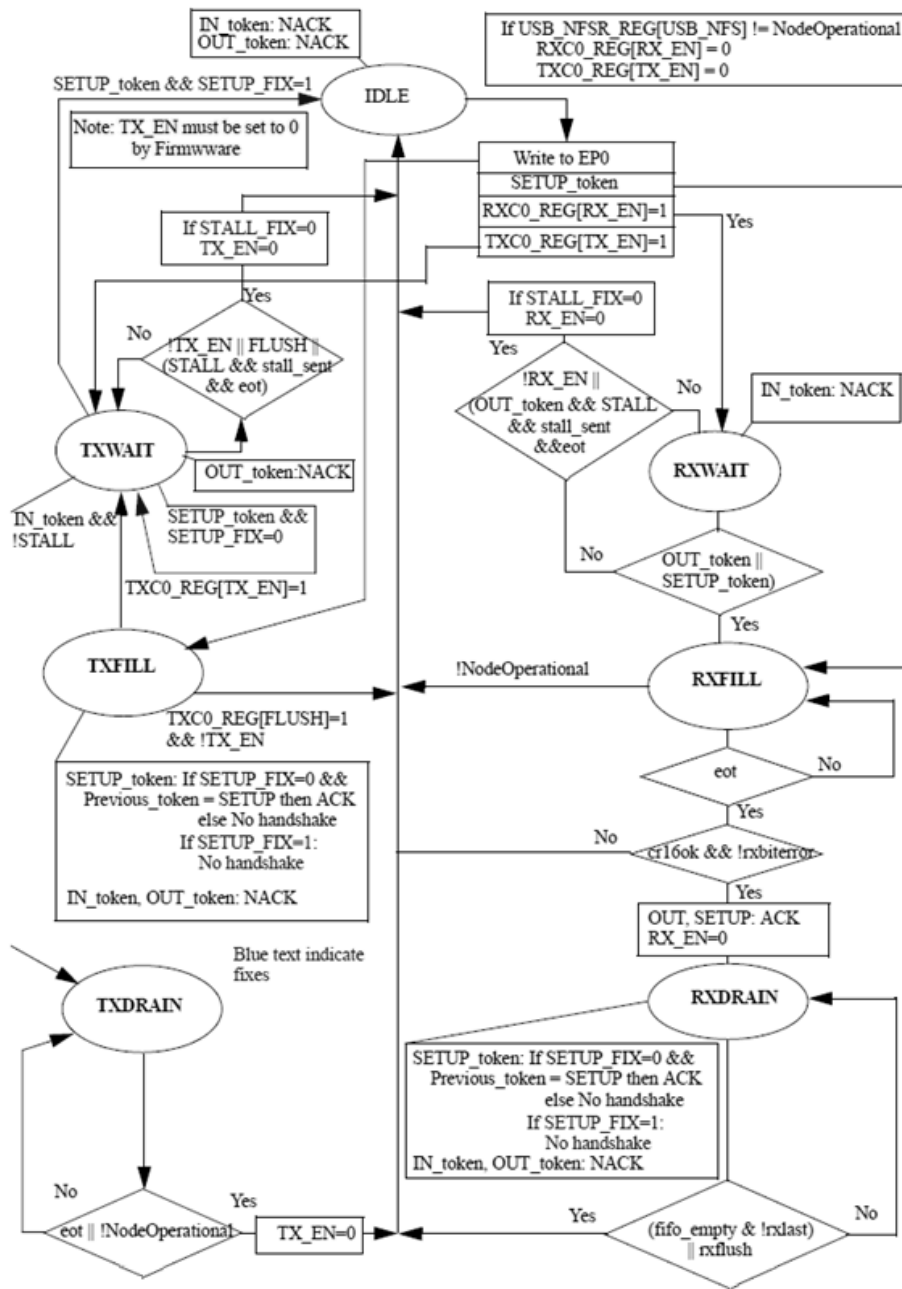 IN_token: NACK
OUT_token: NACK
If USB_NFSR_REG[USB_NFS] != NodeOperational
RXC0_REG[RX_EN] = 0
TXC0_REG[TX_EN] = 0
SETUP_token && SETUP_FIX=1
IDLE
Note: TX_EN must be set to 0
by Firmwware
Write to EP0
SETUP_token
RXC0_REG[RX_EN]=1
TXC0_REG[TX_EN]=1
Yes
If STALL_FIX=0
TX_EN=0
Yes
No
!TX_EN || FLUSH ||
(STALL && stall_sent
&& eot)
If STALL_FIX=0
RX_EN=0
Yes
No
!RX_EN ||
(OUT_token && STALL
&& stall_sent
&&eot
IN_token: NACK
TXWAIT
OUT_token:NACK
RXWAIT
IN_token &&
!STALL
SETUP_token &&
SETUP_FIX=0
TXC0_REG[TX_EN]=1
No
OUT_token ||
SETUP_token)
Yes
TXFILL
!NodeOperational
RXFILL
TXC0_REG[FLUSH]=1
&& !TX_EN
SETUP_token: If SETUP_FIX=0 &&
Previous_token = SETUP then ACK
else No handshake
If SETUP_FIX=1:
No handshake
IN_token, OUT_token: NACK
eot
No
Yes
No
cr16ok && !rxbiterror
Yes
OUT, SETUP: ACK
RX_EN=0
Blue text indicate
fixes
TXDRAIN
RXDRAIN
SETUP_token: If SETUP_FIX=0 &&
Previous_token = SETUP then ACK
else No handshake
If SETUP_FIX=1:
No handshake
IN_token, OUT_token: NACK
No
eot || !NodeOperational
Yes
TX_EN=0
Yes
(fifo_empty & !rxlast)
|| rxflush
No